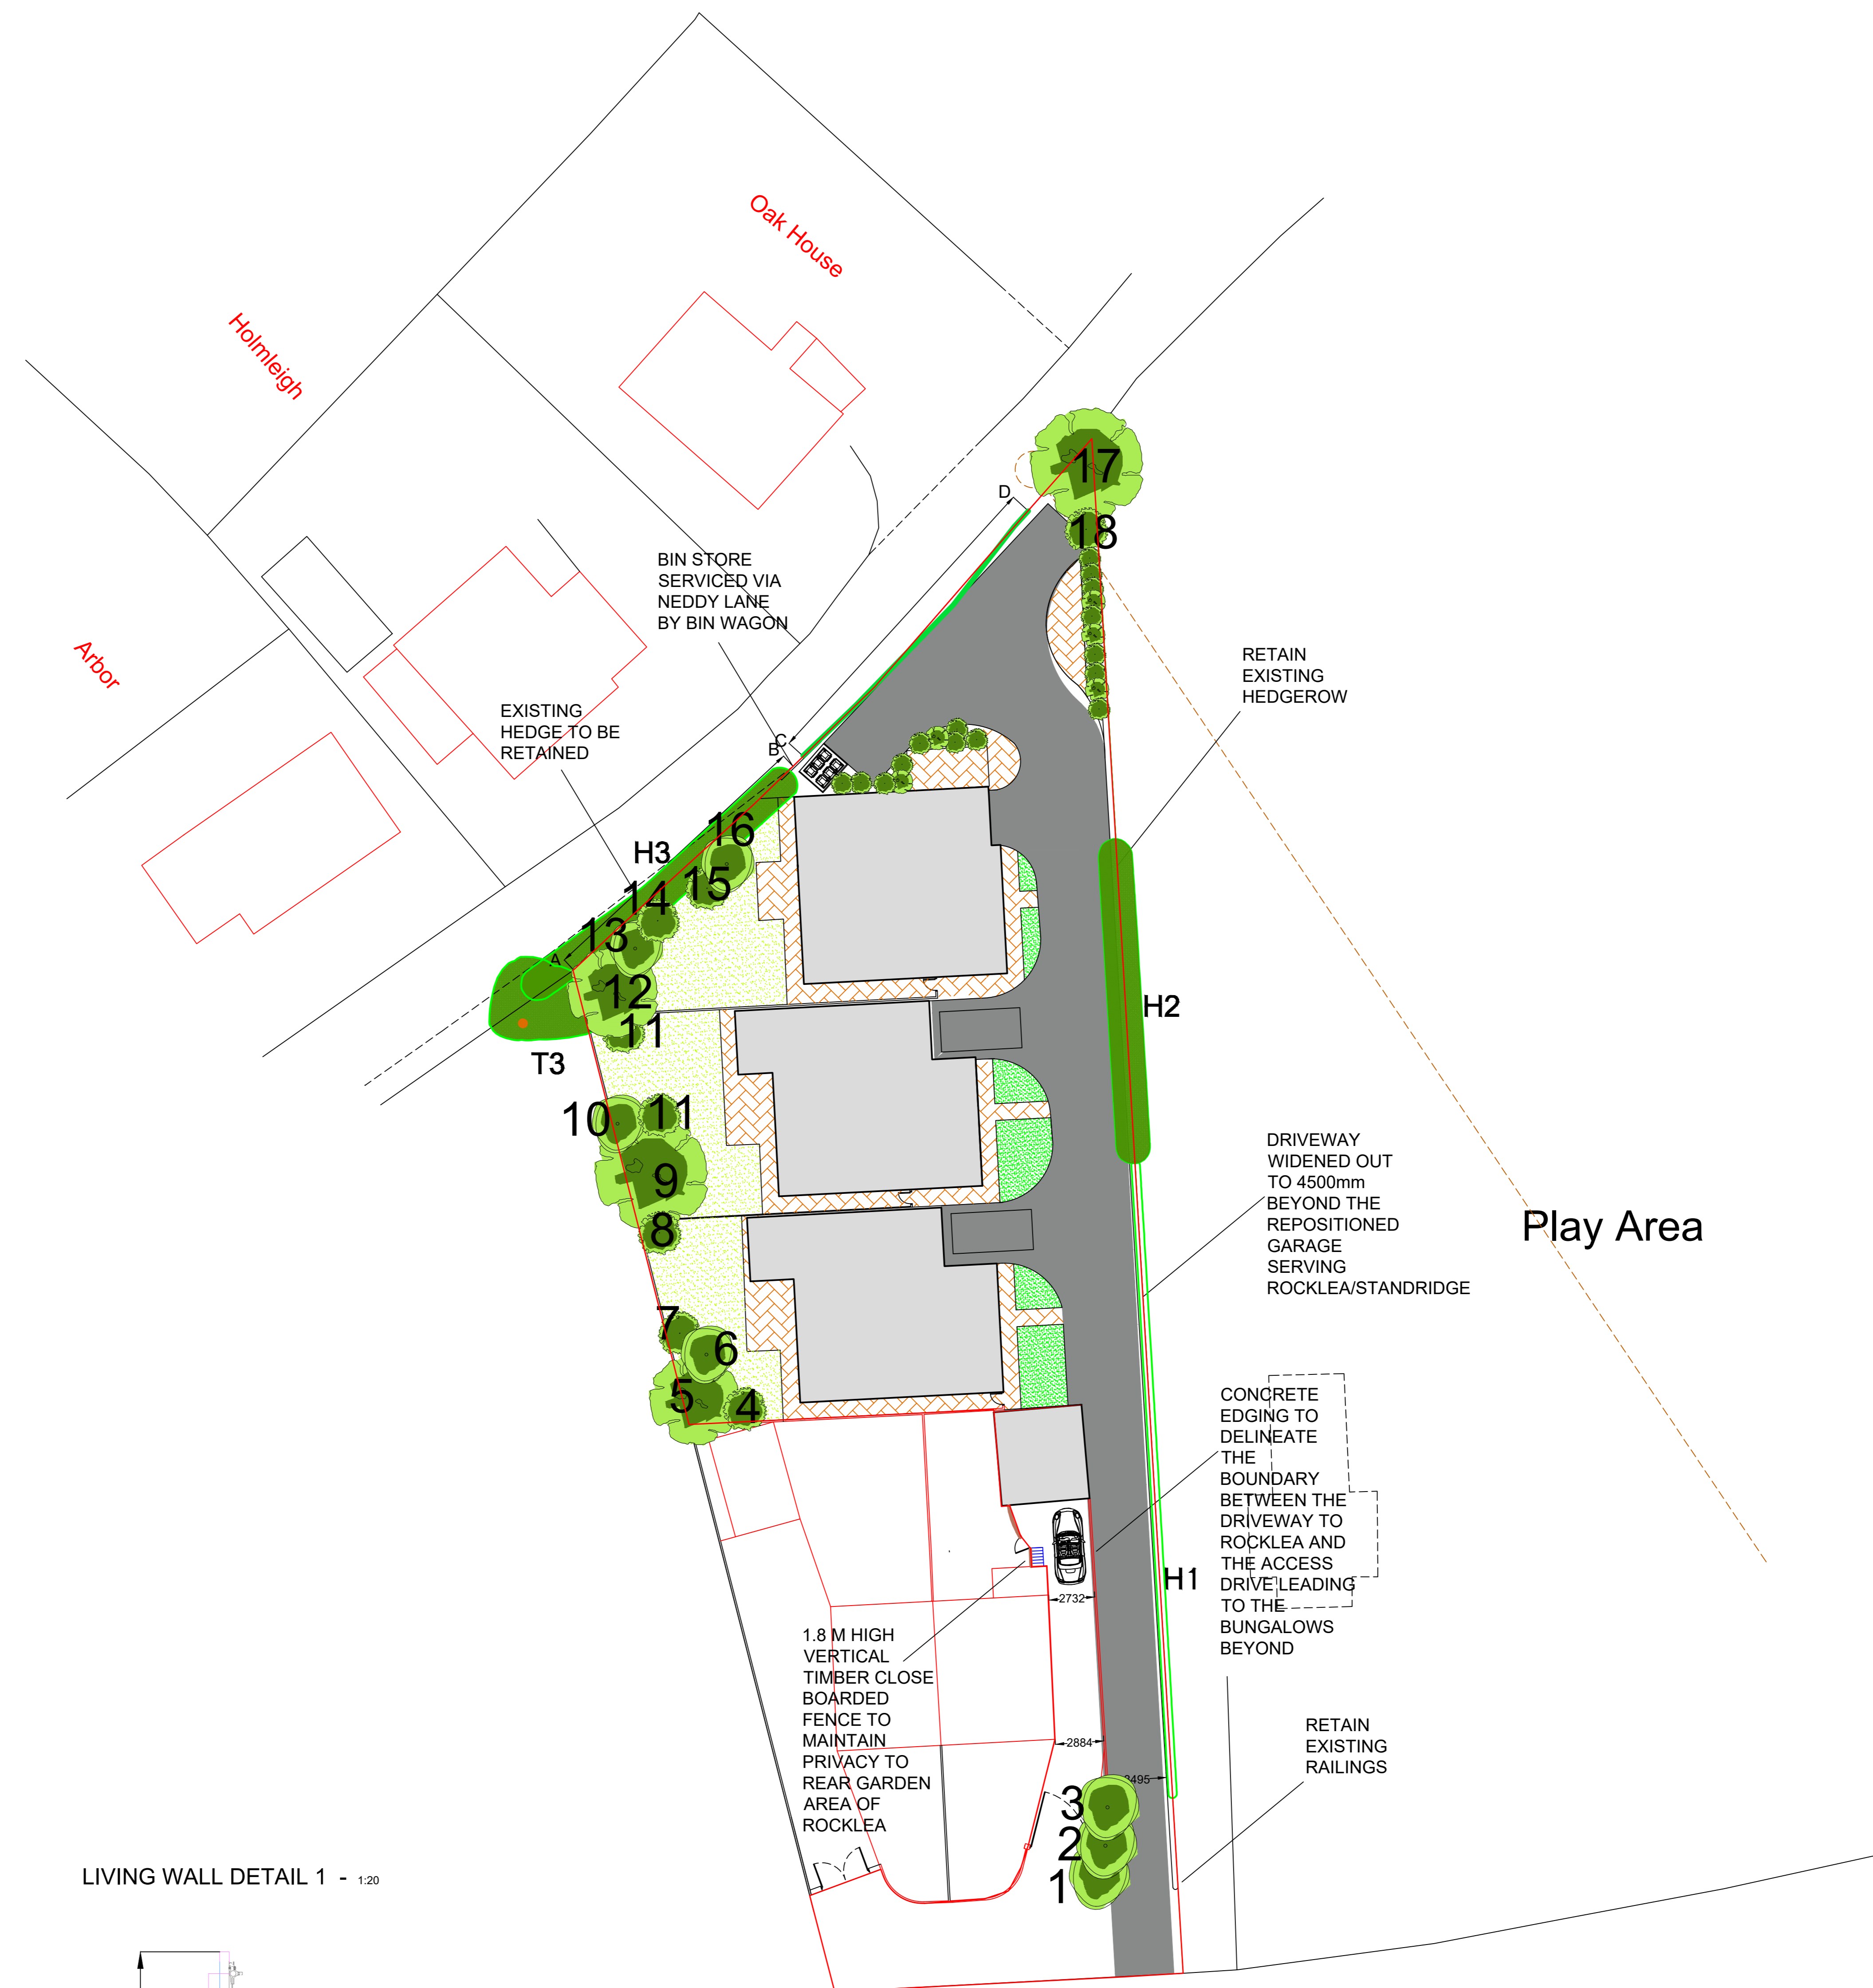 Oak House
Holmleigh
Arbor
17
D
18
BIN STORE
SERVICED VIA
NEDDY LANE
BY BIN WAGON
RETAIN
EXISTING
HEDGEROW
EXISTING
HEDGE TO BE
RETAINED
C
B
16
H3
15
14
13
A
12
11
H2
T3
10
11
9
8
DRIVEWAY
WIDENED OUT
TO 4500mm
BEYOND THE
REPOSITIONED
GARAGE
SERVING
ROCKLEA/STANDRIDGE
Play Area
7
6
5
4
CONCRETE
EDGING TO
DELINEATE
THE
BOUNDARY
BETWEEN THE
DRIVEWAY TO
ROCKLEA AND
THE ACCESS
DRIVE LEADING
TO THE
BUNGALOWS
BEYOND
H1
2732
1.8 M HIGH
VERTICAL
TIMBER CLOSE
BOARDED
FENCE TO
MAINTAIN
PRIVACY TO
REAR GARDEN
AREA OF
ROCKLEA
2884
RETAIN
EXISTING
RAILINGS
3
2
1
LIVING WALL DETAIL 1 - 1:20